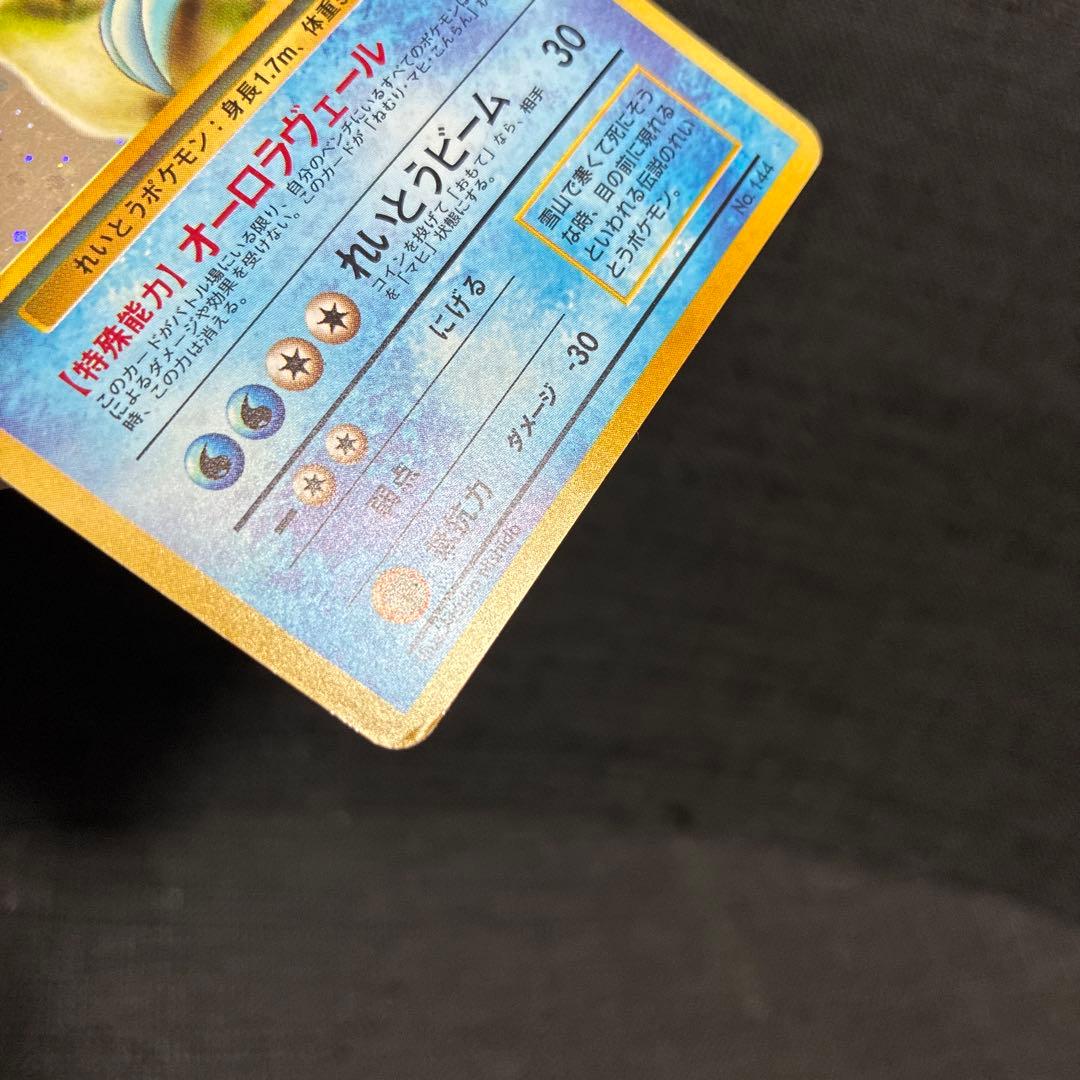 れいとうポケモン：身長1.7m、体重5
【特殊能力】オーロラヴェール
このカードがバトル場にいる限り、自分のベンチにいるすべてのポケモンは
によるダメージや効果を受けない。このカードが「ねむり・マヒ・こんらん」状
時、この力は消える。
れいとうビーム 30
コインを投げて「おもて」なら、相手
を「マヒ」状態にする。
にげる
弱点
抵抗力 ダメージ -30
雪山で寒くて死にそう
な時、目の前に現れる
といわれる伝説のれい
とうポケモン。
No. 144